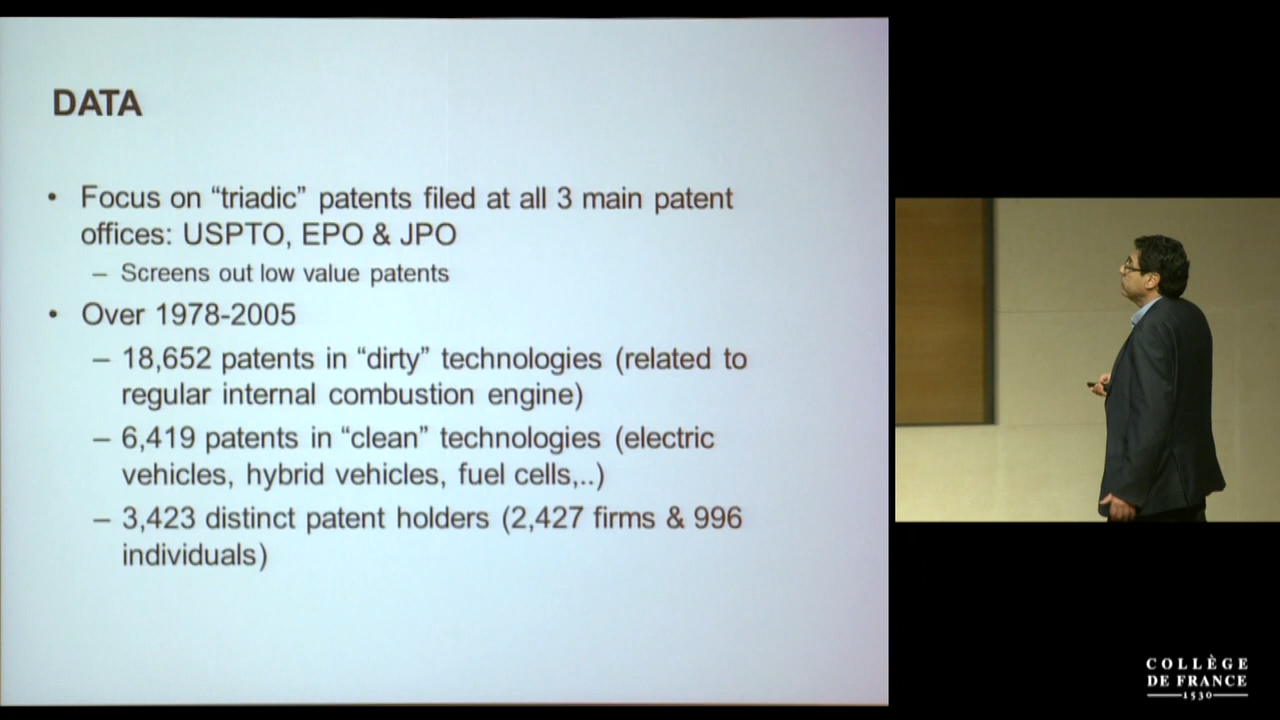 DATA
• Focus on “triadic” patents filed at all 3 main patent
offices: USPTO, EPO & JPO
– Screens out low value patents
• Over 1978-2005
– 18,652 patents in “dirty” technologies (related to
regular internal combustion engine)
– 6,419 patents in “clean” technologies (electric
vehicles, hybrid vehicles, fuel cells,..)
– 3,423 distinct patent holders (2,427 firms & 996
individuals)
COLLÈGE
DE FRANCE
1530